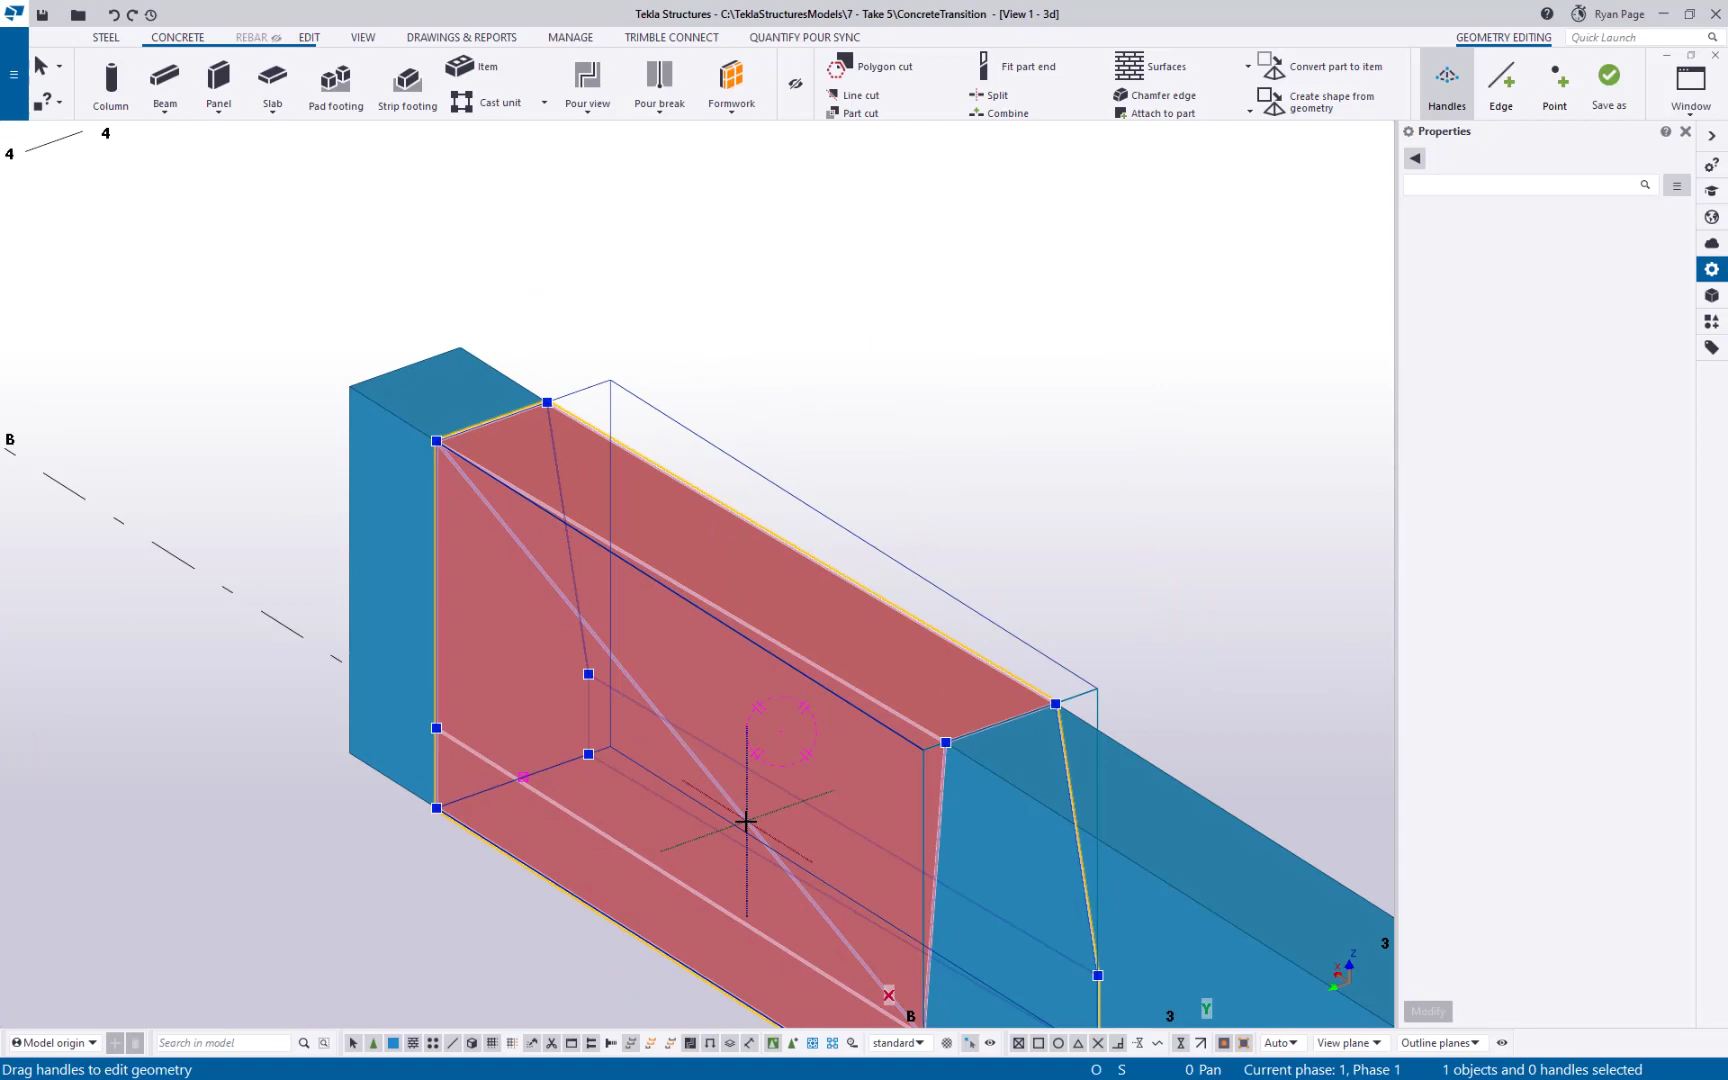 Tekla Structures - C:\TeklaStructuresModels\7 - Take 5\ConcreteTransition - [View 1 - 3d]
Ryan Page
STEEL CONCRETE REBAR EDIT VIEW DRAWINGS & REPORTS MANAGE TRIMBLE CONNECT QUANTIFY POUR SYNC GEOMETRY EDITING Quick Launch
Column Beam Panel Slab Pad footing Strip footing
Item
Cast unit
Pour view Pour break Formwork
Polygon cut Fit part end Surfaces Convert part to item
Line cut Split Chamfer edge Create shape from geometry
Part cut Combine Attach to part
Handles Edge Point Save as Window
Properties
4 4
B
X
B
3
Y
3
Z
X
Modify
Model origin Search in model standard Auto View plane Outline planes
Drag handles to edit geometry O S 0 Pan Current phase: 1, Phase 1 1 objects and 0 handles selected